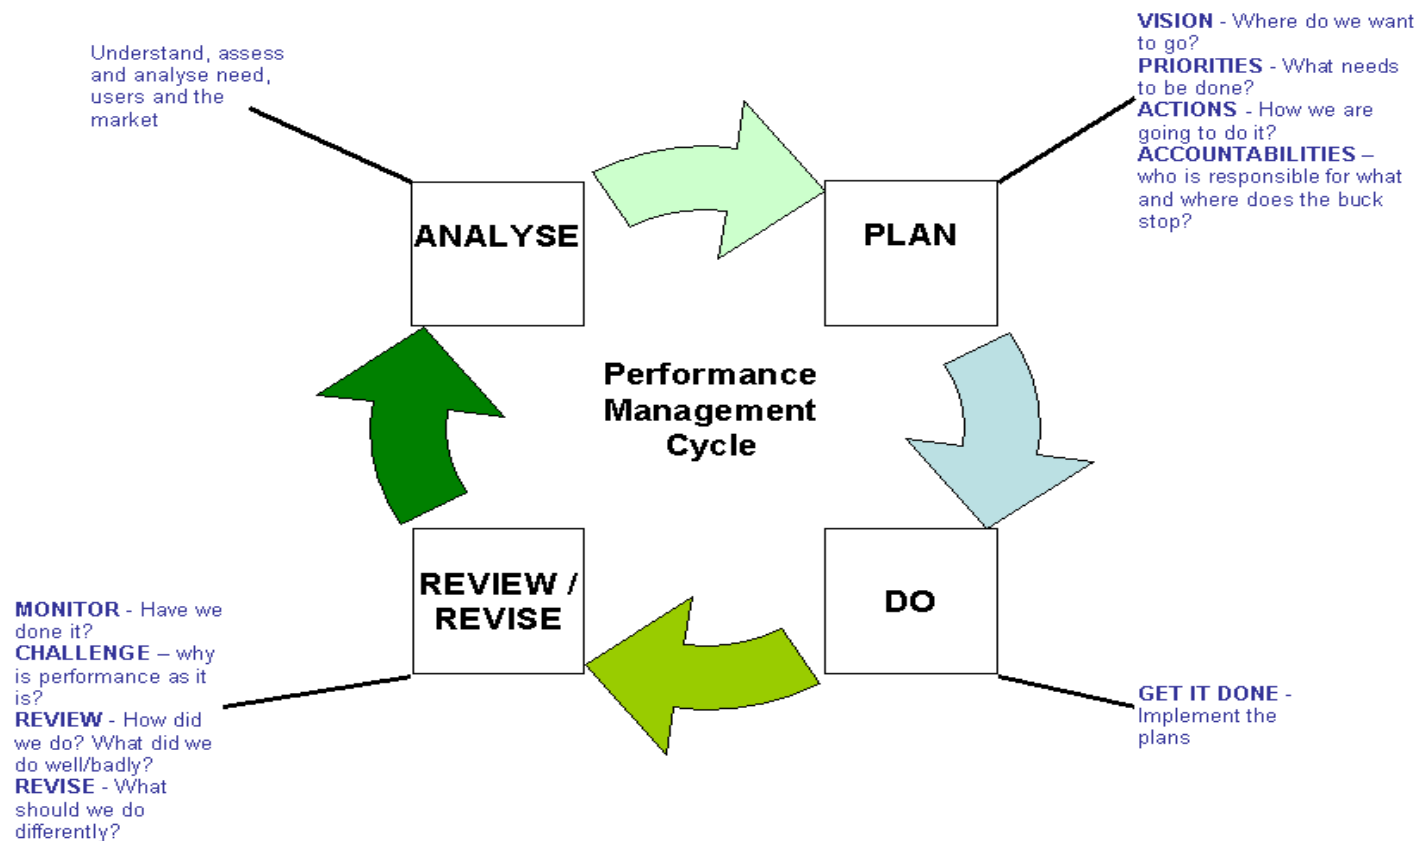 Understand, assess
and analyse need,
users and the
market
VISION - Where do we want
to go?
PRIORITIES - What needs
to be done?
ACTIONS - How we are
going to do it?
ACCOUNTABILITIES –
who is responsible for what
and where does the buck
stop?
ANALYSE
PLAN
Performance
Management
Cycle
REVIEW /
REVISE
DO
MONITOR - Have we
done it?
CHALLENGE – why
is performance as it
is?
REVIEW - How did
we do? What did we
do well/badly?
REVISE - What
should we do
differently?
GET IT DONE -
Implement the
plans